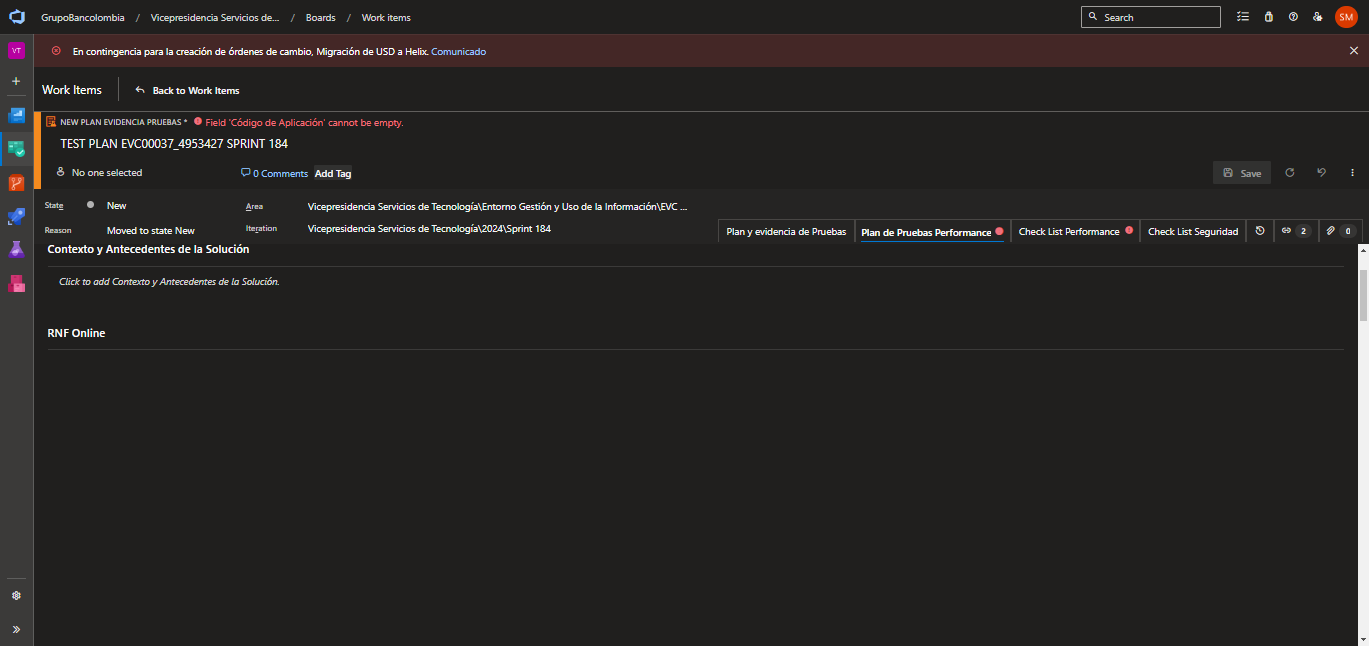 GrupoBancolombia / Vicepresidencia Servicios de... / Boards / Work items
Search
SM
VT
En contingencia para la creación de órdenes de cambio, Migración de USD a Helix. Comunicado
Work Items
Back to Work Items
NEW PLAN EVIDENCIA PRUEBAS * Field 'Código de Aplicación' cannot be empty.
TEST PLAN EVC00037_4953427 SPRINT 184
No one selected
0 Comments
Add Tag
Save
State New
Area Vicepresidencia Servicios de Tecnología\Entorno Gestión y Uso de la Información\EVC ...
Reason Moved to state New
Iteration Vicepresidencia Servicios de Tecnología\2024\Sprint 184
Plan y evidencia de Pruebas
Plan de Pruebas Performance
Check List Performance
Check List Seguridad
2
0
Contexto y Antecedentes de la Solución
Click to add Contexto y Antecedentes de la Solución.
RNF Online